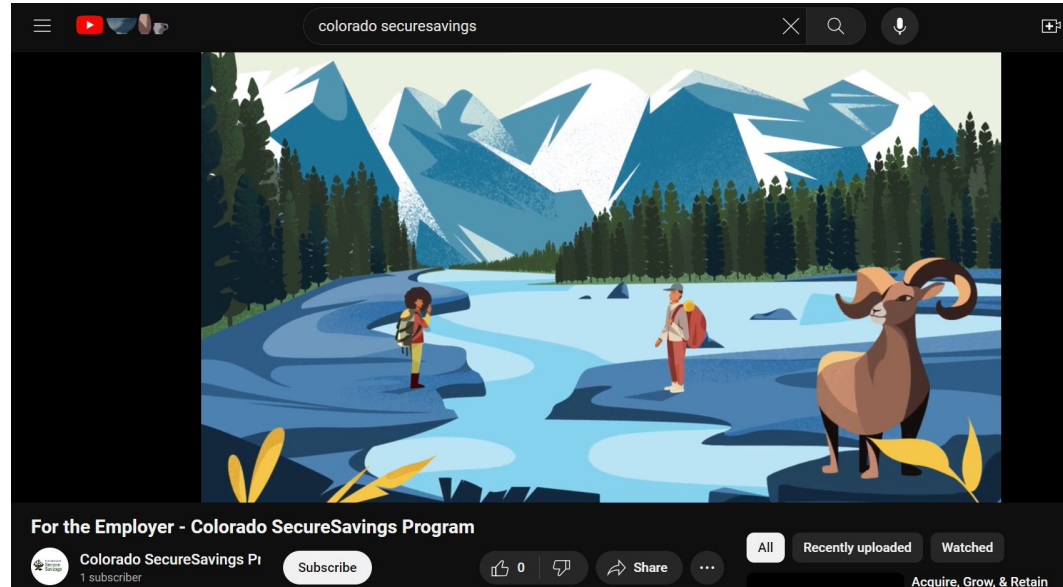 colorado securesavings
For the Employer - Colorado SecureSavings Program
Colorado SecureSavings Pr
1 subscriber
Subscribe
0
Share
All
Recently uploaded
Watched
Acquire, Grow, & Retain